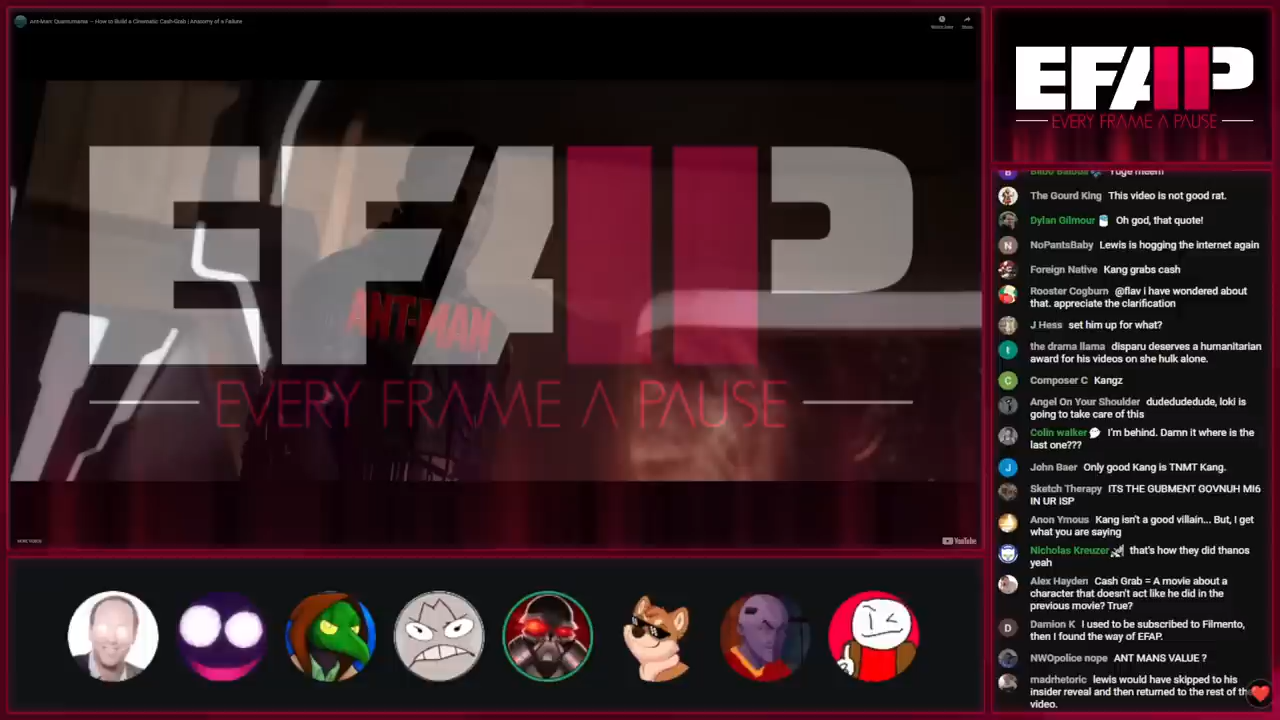 Ant-Man: Quantumania – How to Build a Cinematic Cash-Grab | Anatomy of a Failure
Watch later
Share
EFAP
EVERY FRAME A PAUSE
ANT-MAN
MORE VIDEOS
YouTube
EFAP
EVERY FRAME A PAUSE
Bilbo Yuge meem
The Gourd King This video is not good rat.
Dylan Gilmour Oh god, that quote!
NoPantsBaby Lewis is hogging the internet again
Foreign Native Kang grabs cash
Rooster Cogburn @flav i have wondered about
that. appreciate the clarification
J Hess set him up for what?
the drama llama disparu deserves a humanitarian
award for his videos on she hulk alone.
Composer C Kangz
Angel On Your Shoulder dudedudedude, loki is
going to take care of this
Colin walker I'm behind. Damn it where is the
last one???
John Baer Only good Kang is TNMT Kang.
Sketch Therapy ITS THE GUBMENT GOVNUH MI6
IN UR ISP
Anon Ymous Kang isn't a good villain... But, I get
what you are saying
Nicholas Kreuzer that's how they did thanos
yeah
Alex Hayden Cash Grab = A movie about a
character that doesn't act like he did in the
previous movie? True?
Damion K I used to be subscribed to Filmento,
then I found the way of EFAP.
NWOpolice nope ANT MANS VALUE ?
madrhetoric lewis would have skipped to his
insider reveal and then returned to the rest of the
video.